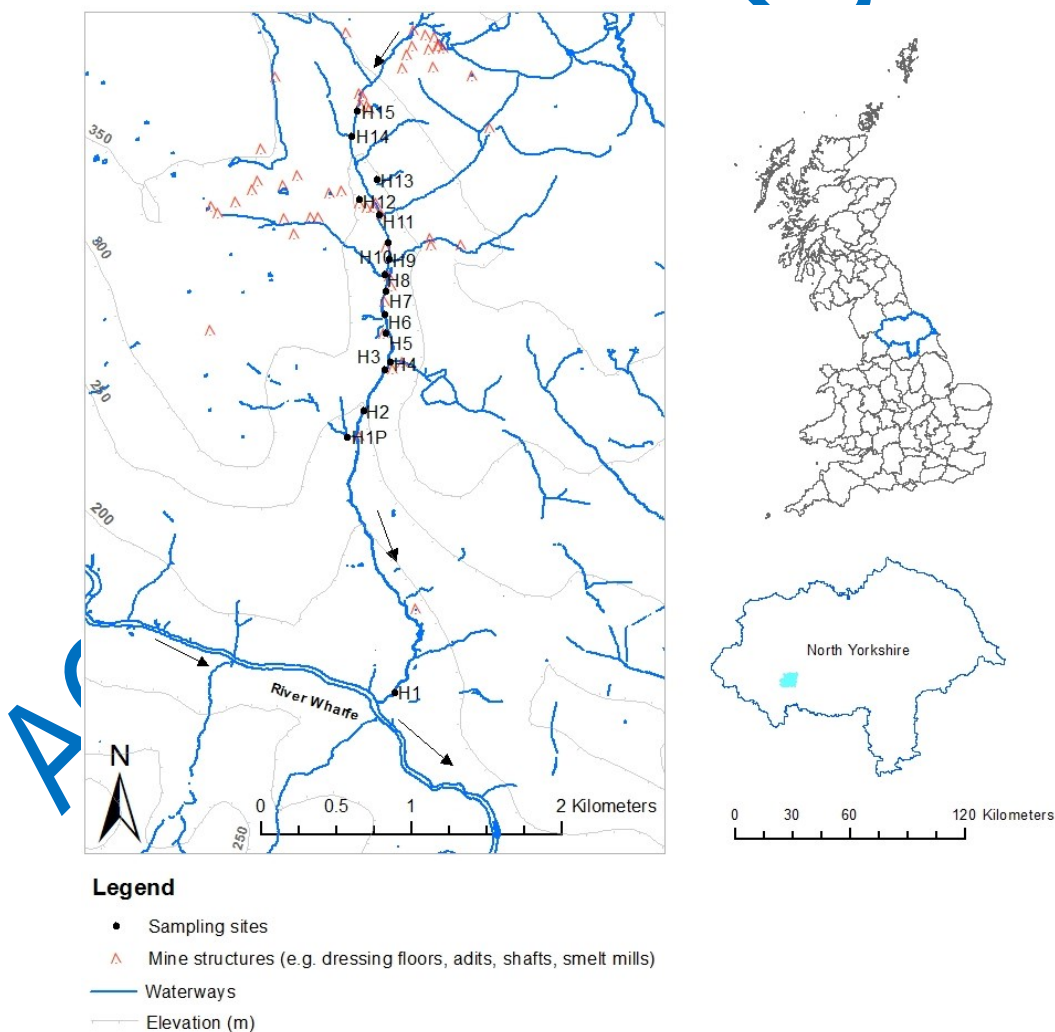 350
H15
H14
H13
H12
H11
300
H10
H9
H8
H7
H6
H5
H3
H4
250
H2
H1P
200
North Yorkshire
H1
River Wharfe
N
0 0.5 1 2 Kilometers
250
0 30 60 120 Kilometers
Legend
Sampling sites
Mine structures (e.g. dressing floors, adits, shafts, smelt mills)
Waterways
Elevation (m)